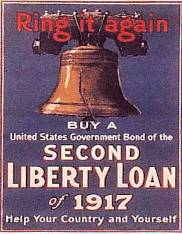 Ring it again
BUY A
United States Government Bond of the
SECOND
LIBERTY LOAN
of 1917
Help Your Country and Yourself